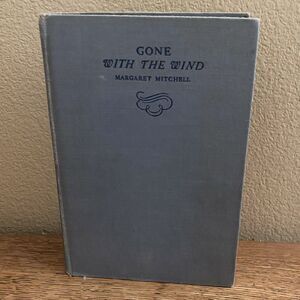 GONE
WITH THE WIND
MARGARET MITCHELL